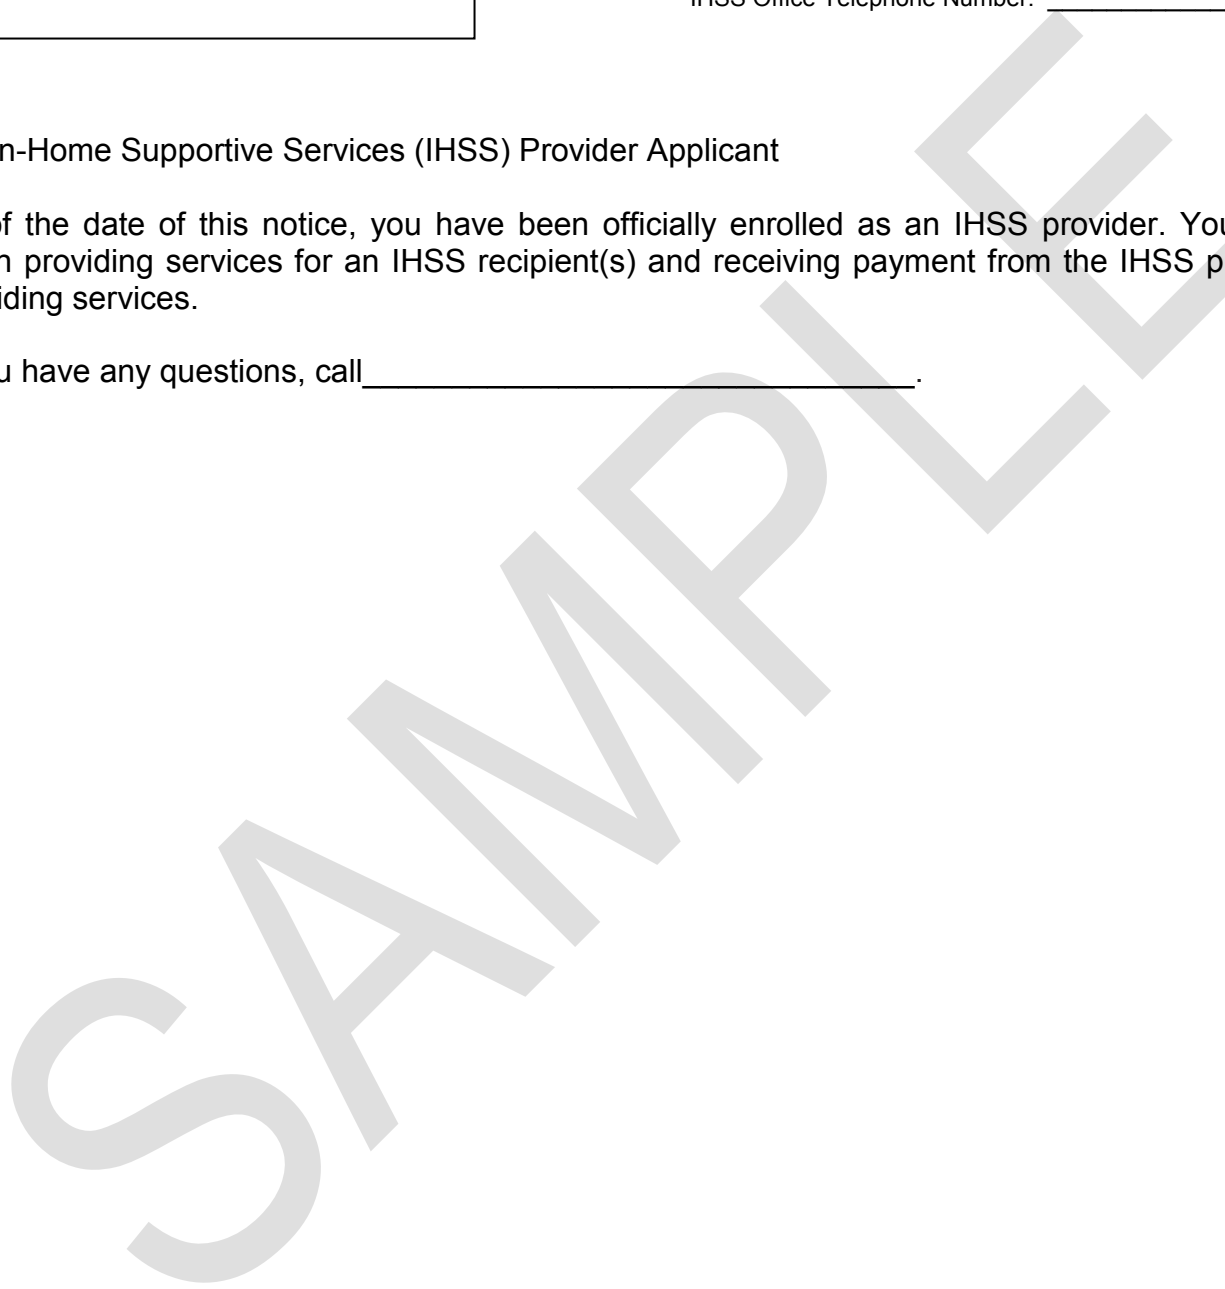 IHSS Office Telephone Number: ____________
n-Home Supportive Services (IHSS) Provider Applicant
of the date of this notice, you have been officially enrolled as an IHSS provider. You
n providing services for an IHSS recipient(s) and receiving payment from the IHSS p
iding services.
u have any questions, call_______________________________.
SAMPLE